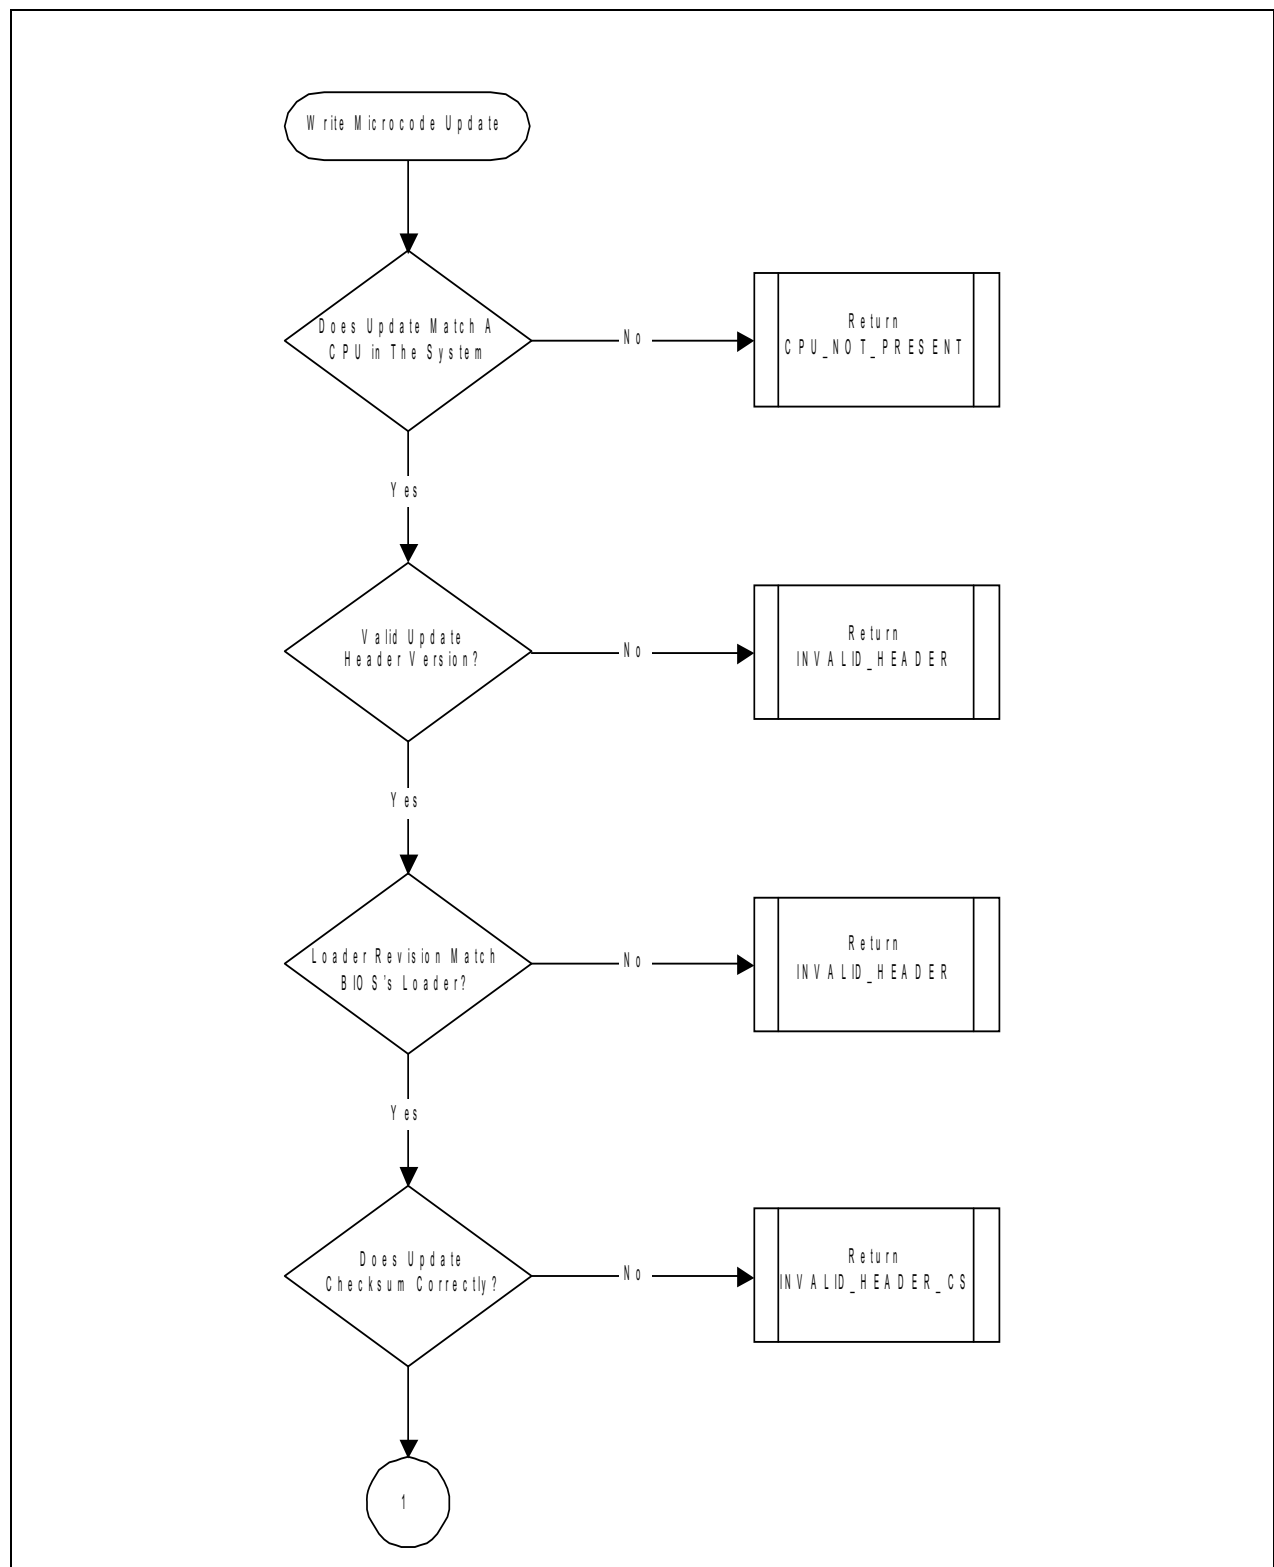 Write Microcode Update
Does Update Match A
CPU in The System
No
Return
CPU_NOT_PRESENT
Yes
Valid Update
Header Version?
No
Return
INVALID_HEADER
Yes
Loader Revision Match
BIOS's Loader?
No
Return
INVALID_HEADER
Yes
Does Update
Checksum Correctly?
No
Return
INVALID_HEADER_CS
1